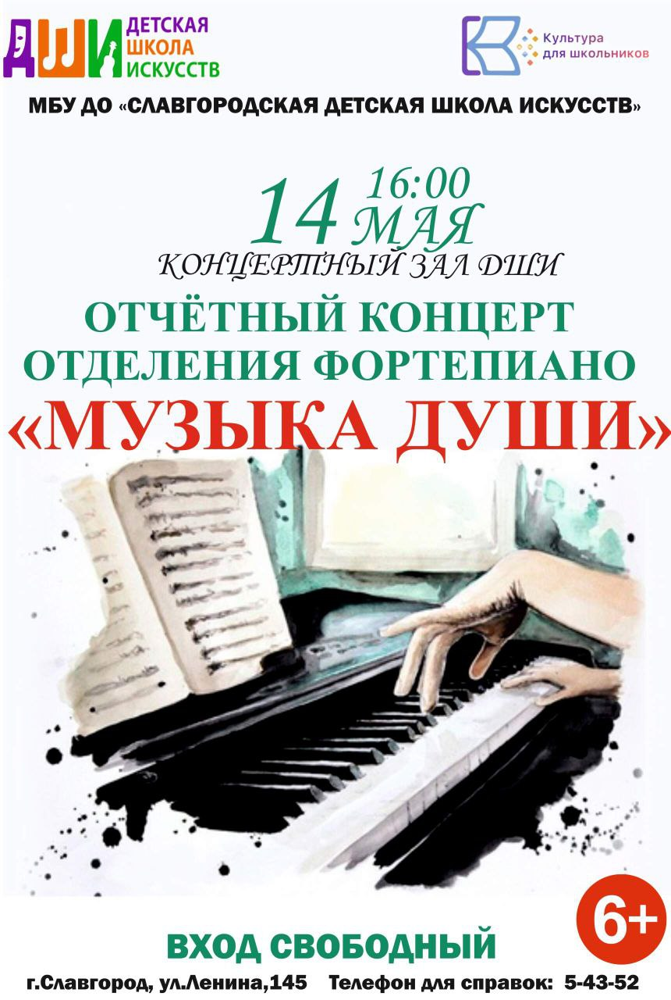 ДШИ ДЕТСКАЯ ШКОЛА ИСКУССТВ
Культура
для школьников
МБУ ДО «СЛАВГОРОДСКАЯ ДЕТСКАЯ ШКОЛА ИСКУССТВ»
16:00
14 МАЯ
КОНЦЕРТНЫЙ ЗАЛ ДШИ
ОТЧЁТНЫЙ КОНЦЕРТ
ОТДЕЛЕНИЯ ФОРТЕПИАНО
«МУЗЫКА ДУШИ»
6+
ВХОД СВОБОДНЫЙ
г.Славгород, ул.Ленина,145 Телефон для справок: 5-43-52